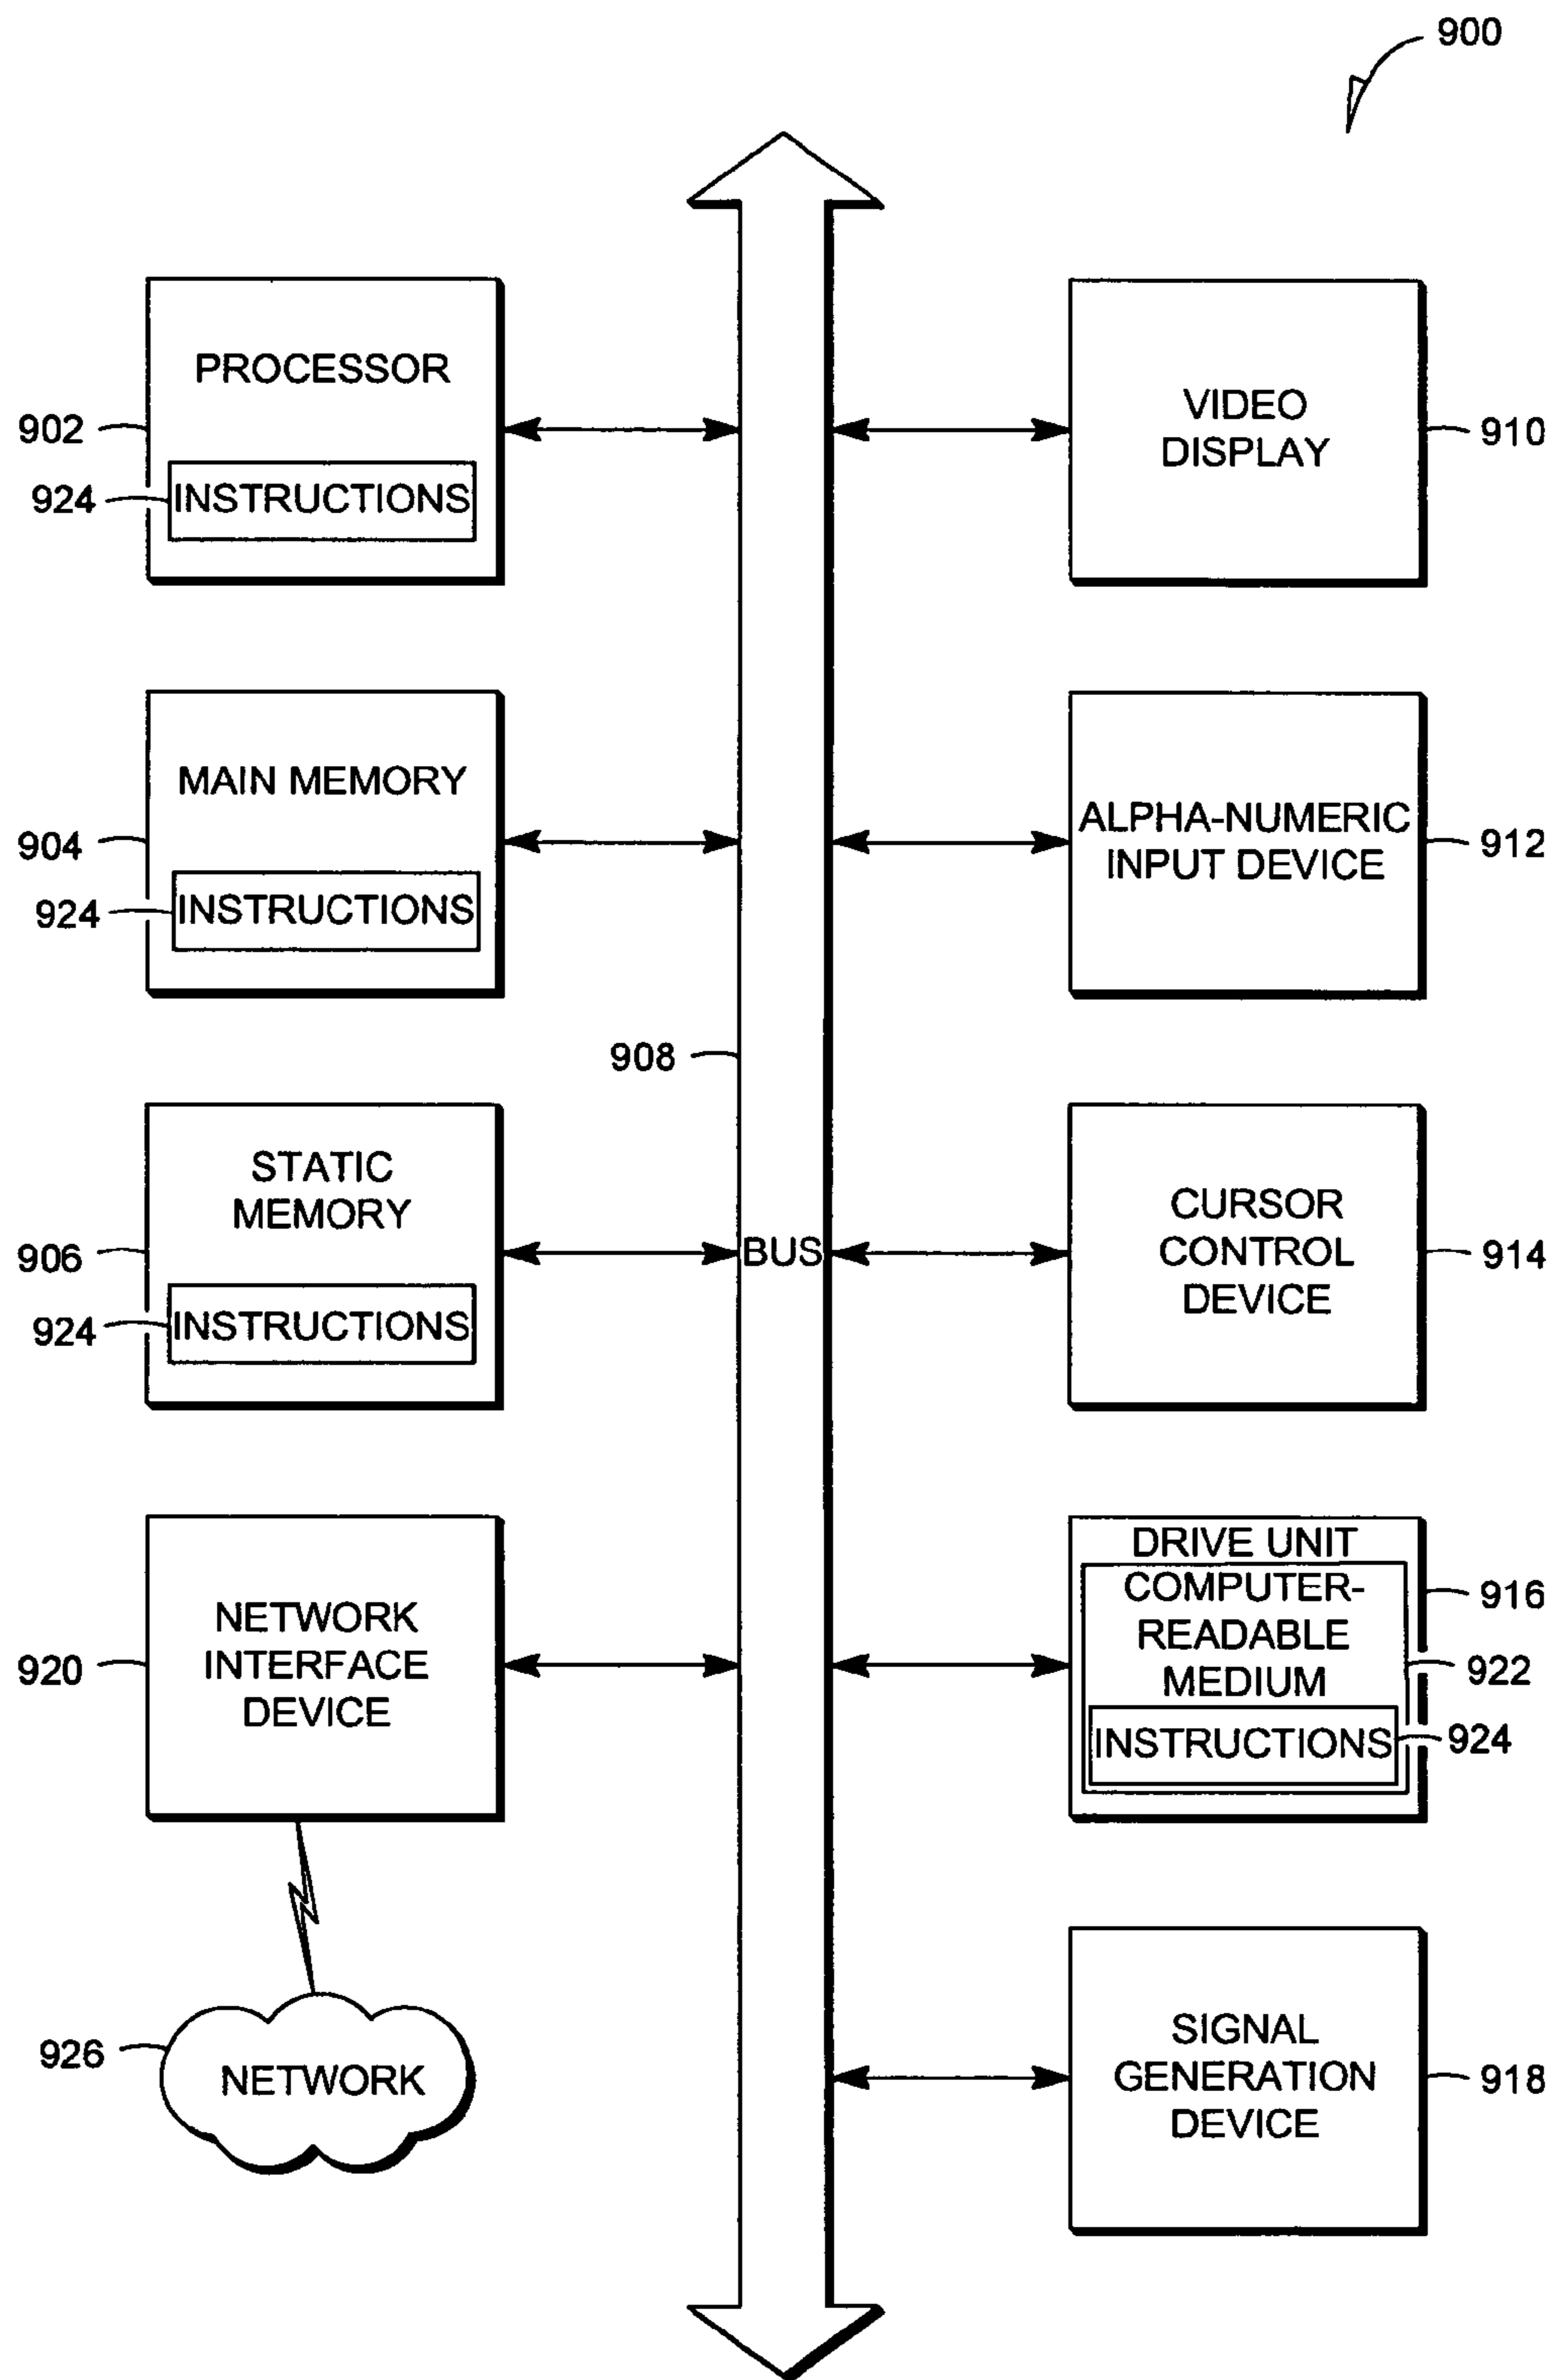 900
PROCESSOR
902
924
INSTRUCTIONS
VIDEO
DISPLAY
910
MAIN MEMORY
904
924
INSTRUCTIONS
ALPHA-NUMERIC
INPUT DEVICE
912
908
BUS
STATIC
MEMORY
906
924
INSTRUCTIONS
CURSOR
CONTROL
DEVICE
914
NETWORK
INTERFACE
DEVICE
920
DRIVE UNIT
916
COMPUTER-
READABLE
MEDIUM
922
INSTRUCTIONS
924
926
NETWORK
SIGNAL
GENERATION
DEVICE
918